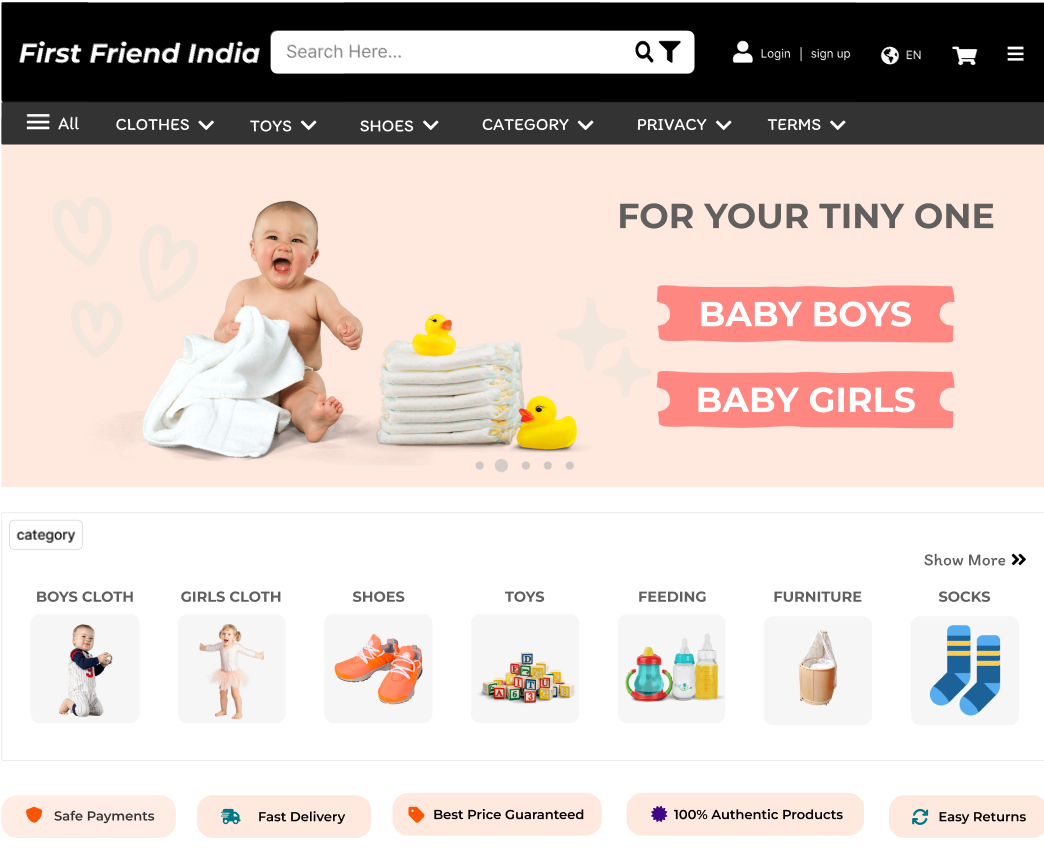 First Friend India
Search Here...
Login | sign up
EN
All
CLOTHES
TOYS
SHOES
CATEGORY
PRIVACY
TERMS
FOR YOUR TINY ONE
BABY BOYS
BABY GIRLS
category
Show More
BOYS CLOTH
GIRLS CLOTH
SHOES
TOYS
FEEDING
FURNITURE
SOCKS
Safe Payments
Fast Delivery
Best Price Guaranteed
100% Authentic Products
Easy Returns